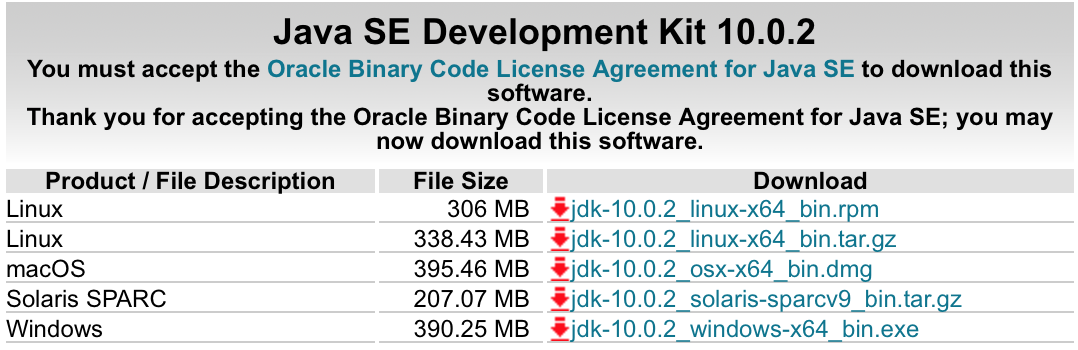 Java SE Development Kit 10.0.2
You must accept the Oracle Binary Code License Agreement for Java SE to download this
software.
Thank you for accepting the Oracle Binary Code License Agreement for Java SE; you may
now download this software.
Product / File Description File Size Download
Linux 306 MB jdk-10.0.2_linux-x64_bin.rpm
Linux 338.43 MB jdk-10.0.2_linux-x64_bin.tar.gz
macOS 395.46 MB jdk-10.0.2_osx-x64_bin.dmg
Solaris SPARC 207.07 MB jdk-10.0.2_solaris-sparcv9_bin.tar.gz
Windows 390.25 MB jdk-10.0.2_windows-x64_bin.exe